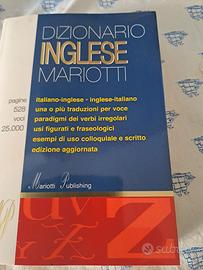 DIZIONARIO
INGLESE
MARIOTTI
italiano-inglese - inglese-italiano
una o più traduzioni per voce
paradigmi dei verbi irregolari
usi figurati e fraseologici
esempi di uso colloquiale e scritto
edizione aggiornata
pagine
528
voci
25.000
Mariotti Publishing
Z
subito